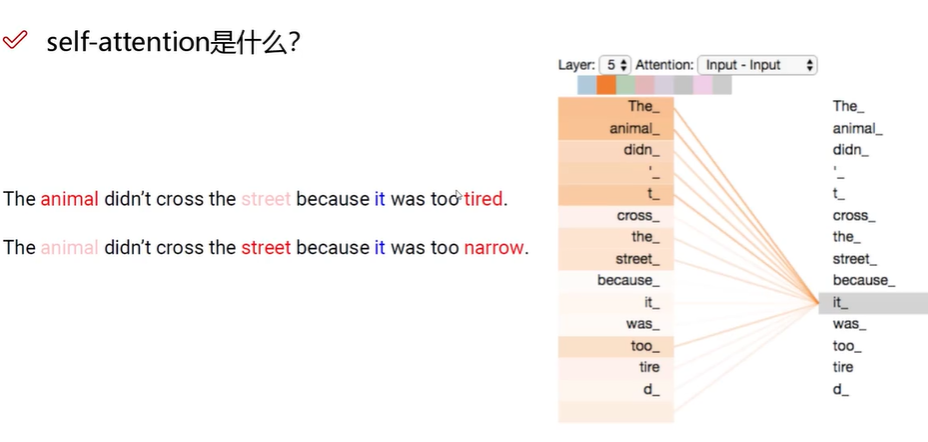 self-attention是什么?
The animal didn't cross the street because it was too tired.
The animal didn't cross the street because it was too narrow.
Layer: 5 Attention: Input - Input
The_ The_
animal_ animal_
didn_ didn_
'_ '_
t_ t_
cross_ cross_
the_ the_
street_ street_
because_ because_
it_ it_
was_ was_
too_ too_
tire tire
d_ d_